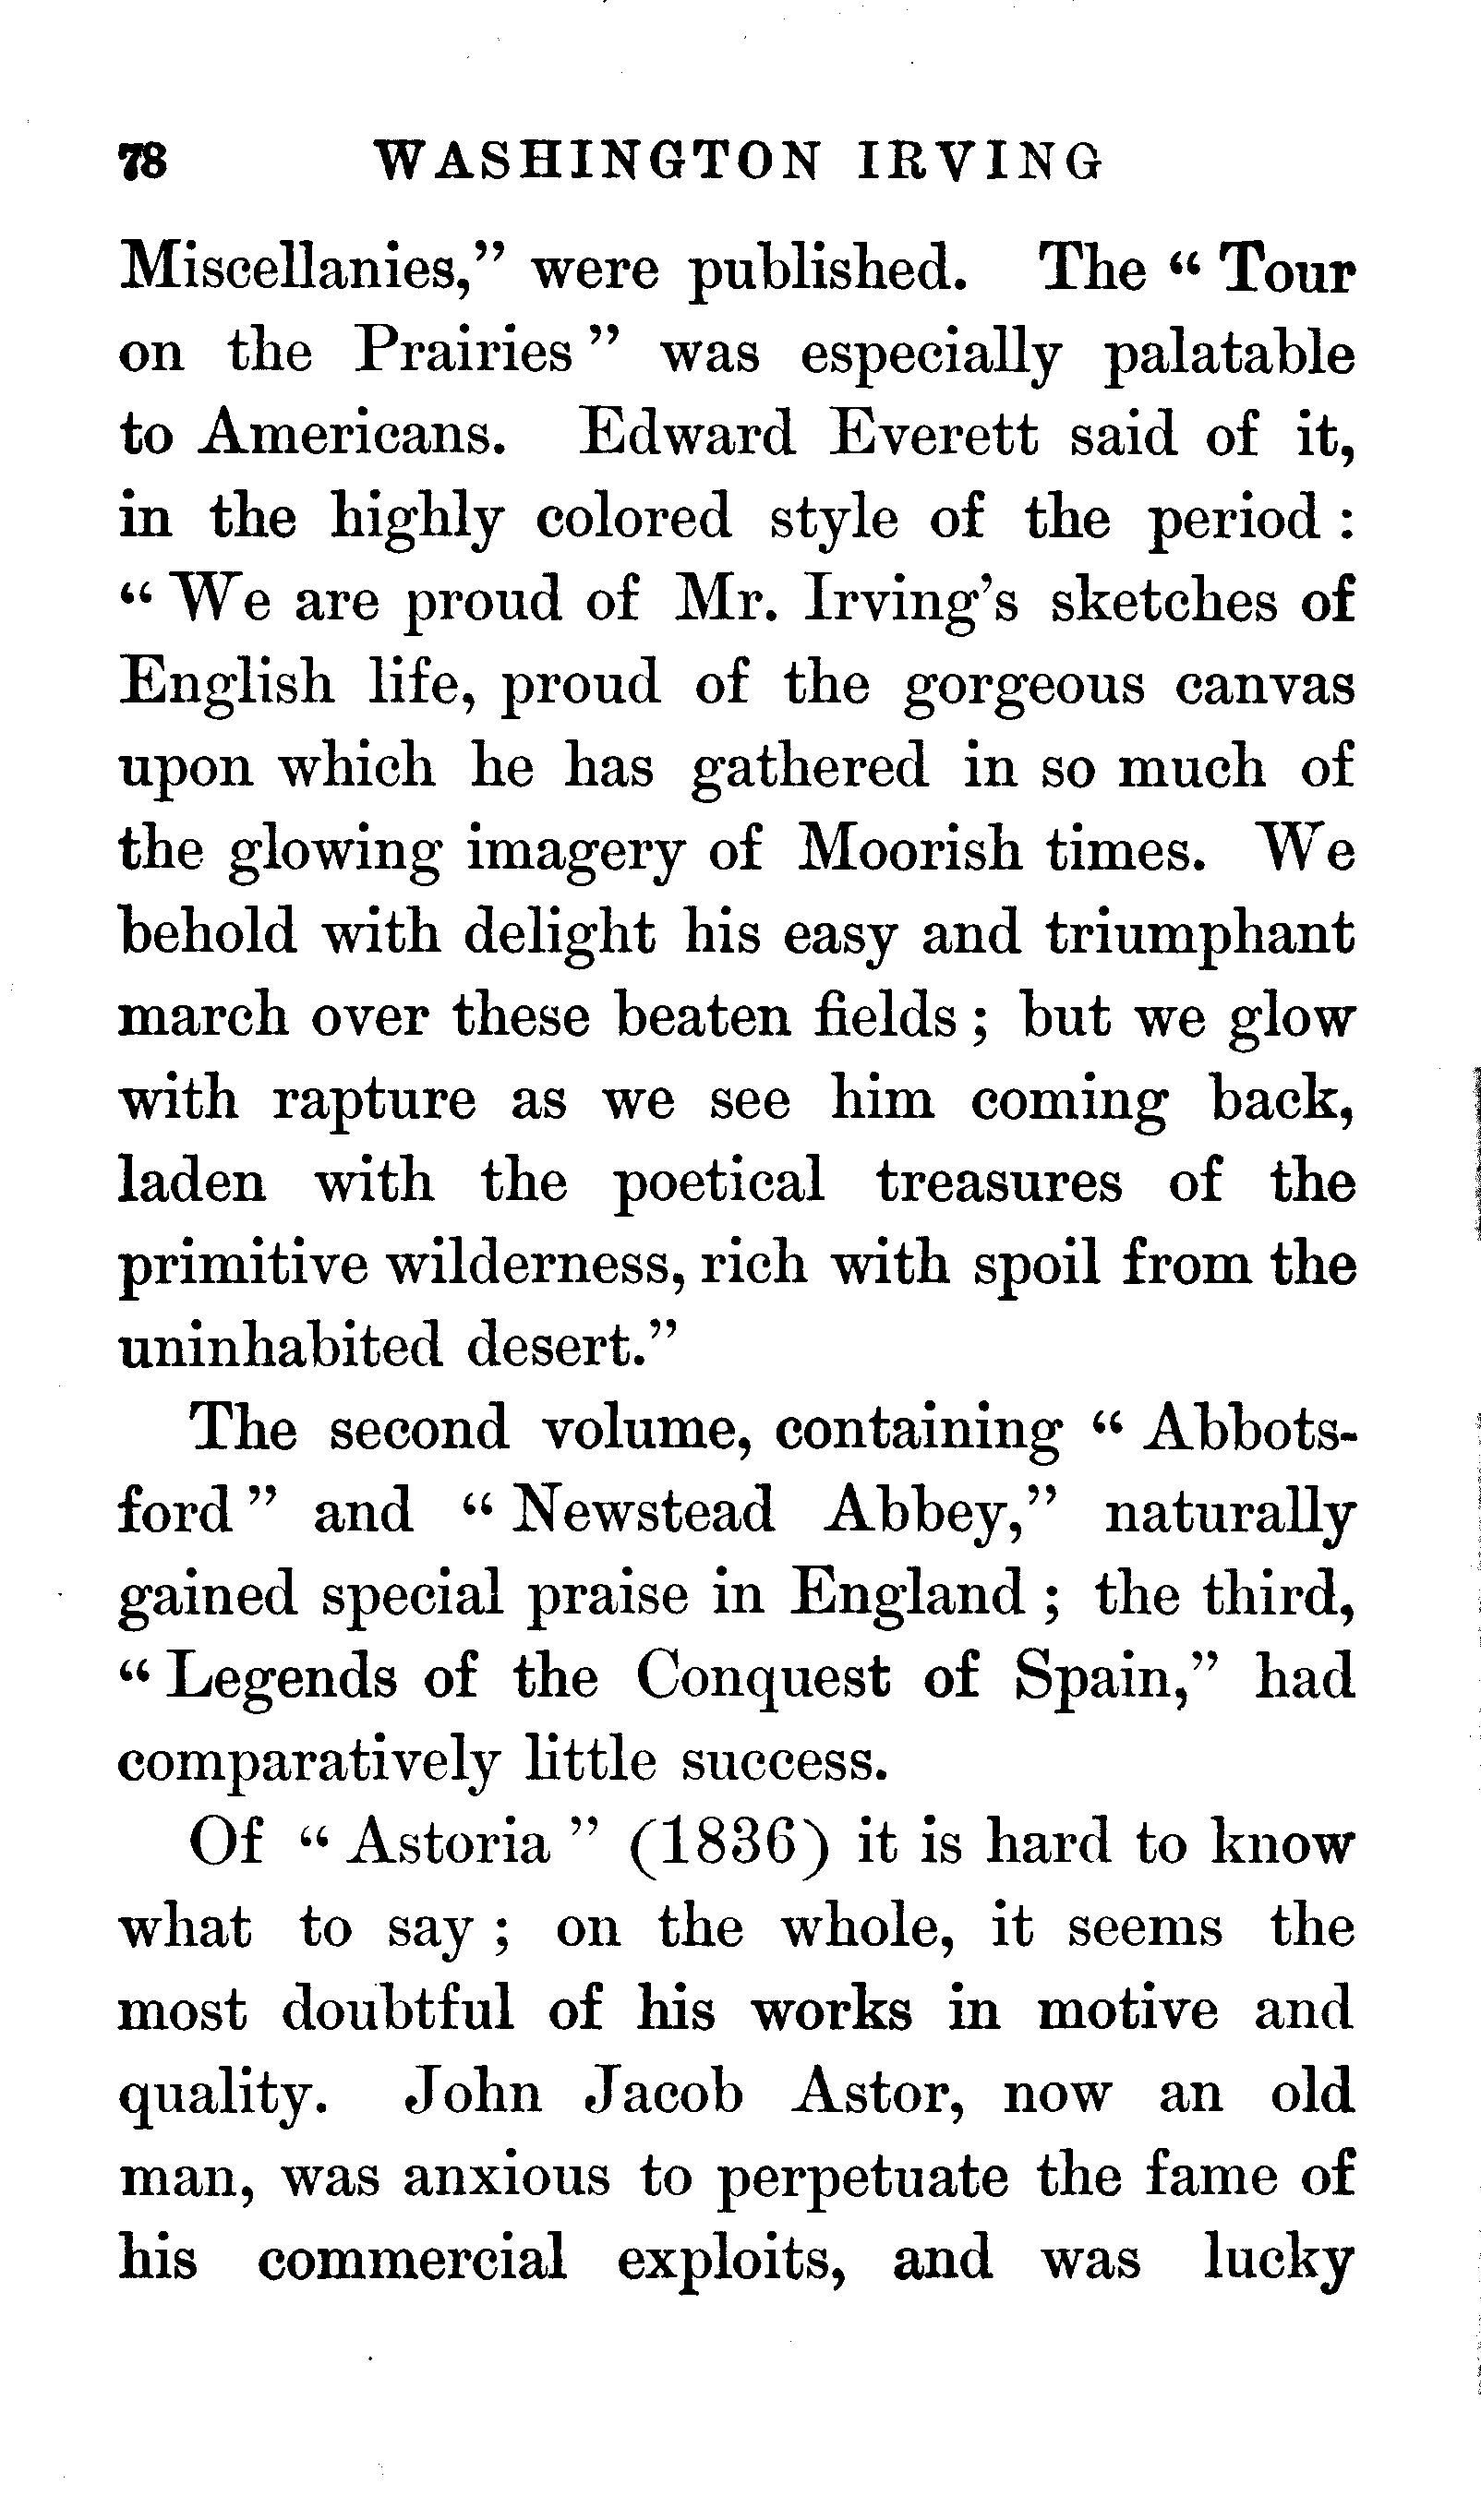 78 WASHINGTON IRVING
Miscellanies,” were published. The “ Tour
on the Prairies ” was especially palatable
to Americans. Edward Everett said of it,
in the highly colored style of the period :
“ We are proud of Mr. Irving’s sketches of
English life, proud of the gorgeous canvas
upon which he has gathered in so much of
the glowing imagery of Moorish times. We
behold with delight his easy and triumphant
march over these beaten fields ; but we glow
with rapture as we see him coming back,
laden with the poetical treasures of the
primitive wilderness, rich with spoil from the
uninhabited desert.”
The second volume, containing “ Abbots-
ford ” and “ Newstead Abbey,” naturally
gained special praise in England ; the third,
“ Legends of the Conquest of Spain,” had
comparatively little success.
Of “ Astoria ” (1836) it is hard to know
what to say ; on the whole, it seems the
most doubtful of his works in motive and
quality. John Jacob Astor, now an old
man, was anxious to perpetuate the fame of
his commercial exploits, and was lucky